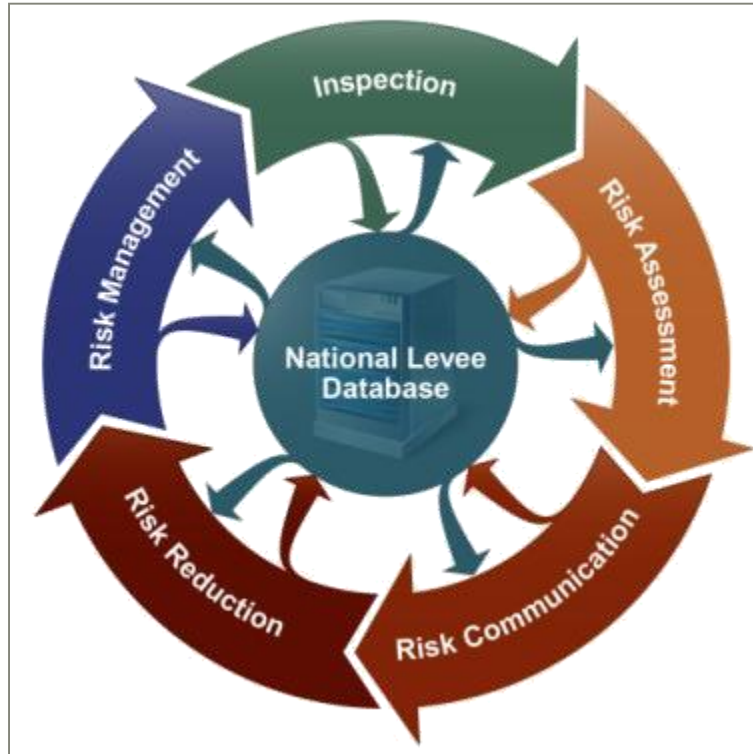 Inspection
Risk Assessment
Risk Communication
Risk Reduction
Risk Management
National Levee
Database